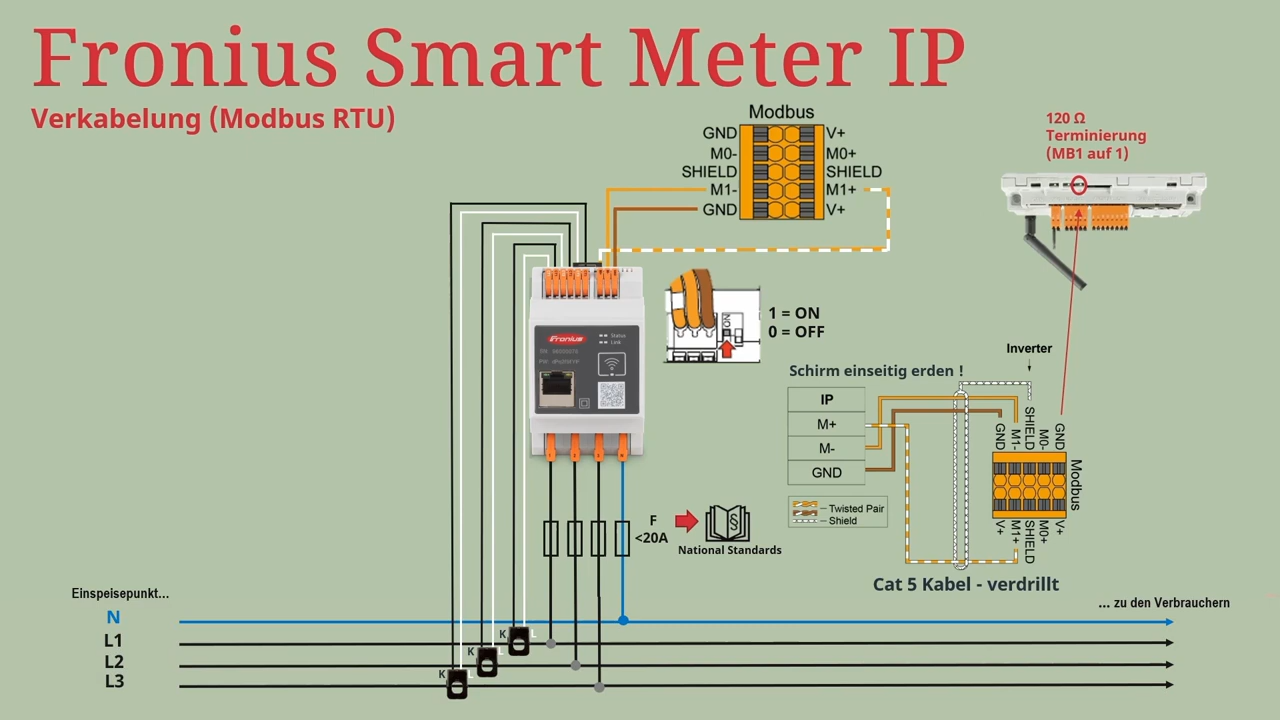 Fronius Smart Meter IP
Verkabelung (Modbus RTU)
Modbus
GND V+
M0- M0+
SHIELD SHIELD
M1- M1+
GND V+
120 Ω
Terminierung
(MB1 auf 1)
Fronius
Status
Link
ON
1 = ON
0 = OFF
Inverter
Schirm einseitig erden !
IP
M+
M-
GND
GND M1- SHIELD M0- GND
Modbus
V+ M1+ SHIELD M0+ V+
Twisted Pair
Shield
Cat 5 Kabel - verdrillt
F
<20A
§
National Standards
Einspeisepunkt...
... zu den Verbrauchern
N
L1
L2
L3
K L
K L
K L